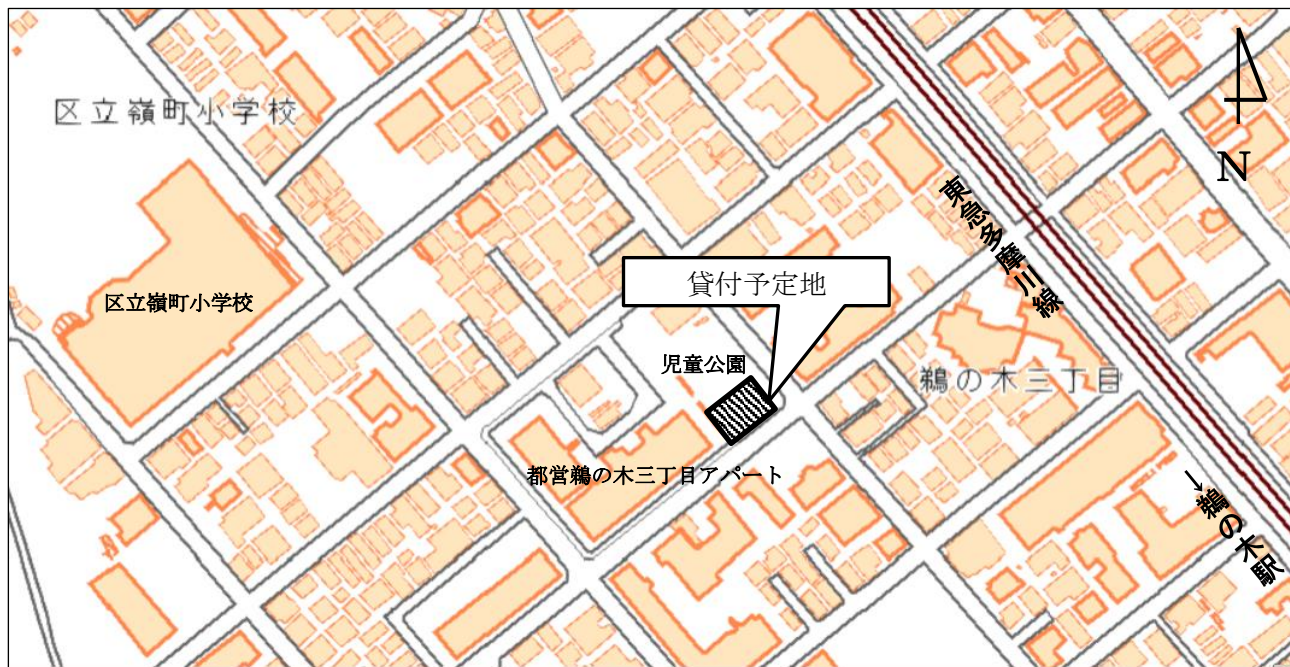 区立嶺町小学校
N
東急多摩川線
貸付予定地
区立嶺町小学校
児童公園
鵜の木三丁目
都営鵜の木三丁目アパート
→鵜の木駅